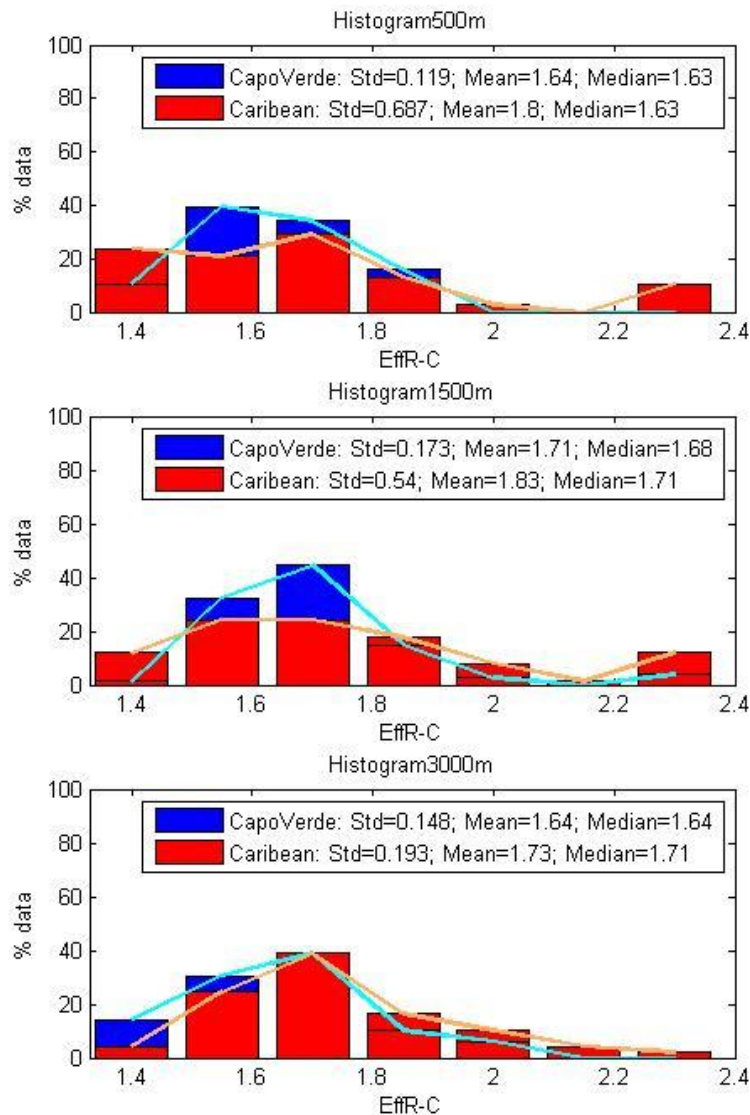 Histogram500m
100
80
60
40
20
0
% data
CapoVerde: Std=0.119; Mean=1.64; Median=1.63
Caribean: Std=0.687; Mean=1.8; Median=1.63
1.4 1.6 1.8 2 2.2 2.4
EffR-C
Histogram1500m
100
80
60
40
20
0
% data
CapoVerde: Std=0.173; Mean=1.71; Median=1.68
Caribean: Std=0.54; Mean=1.83; Median=1.71
1.4 1.6 1.8 2 2.2 2.4
EffR-C
Histogram3000m
100
80
60
40
20
0
% data
CapoVerde: Std=0.148; Mean=1.64; Median=1.64
Caribean: Std=0.193; Mean=1.73; Median=1.71
1.4 1.6 1.8 2 2.2 2.4
EffR-C